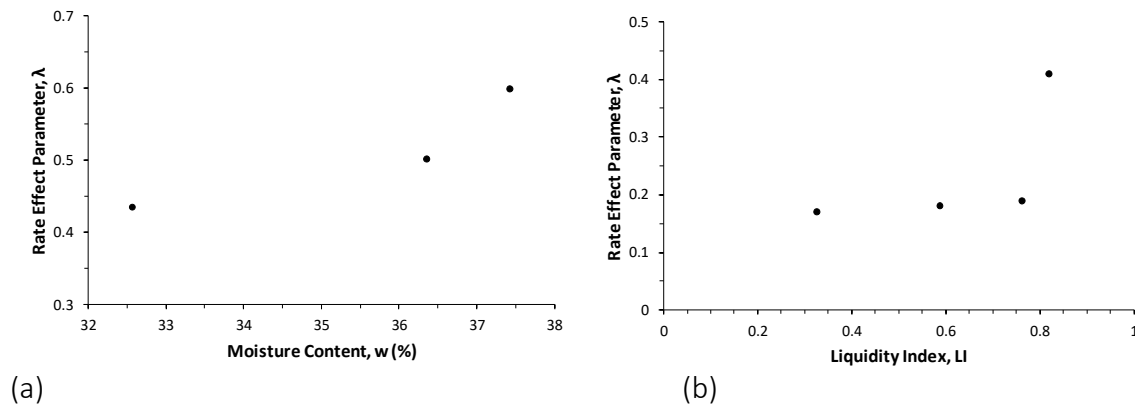 0.7
0.6
0.5
0.4
0.3
32 33 34 35 36 37 38
Rate Effect Parameter, λ
Moisture Content, w (%)
(a)
0.5
0.4
0.3
0.2
0.1
0
0 0.2 0.4 0.6 0.8 1
Rate Effect Parameter, λ
Liquidity Index, LI
(b)